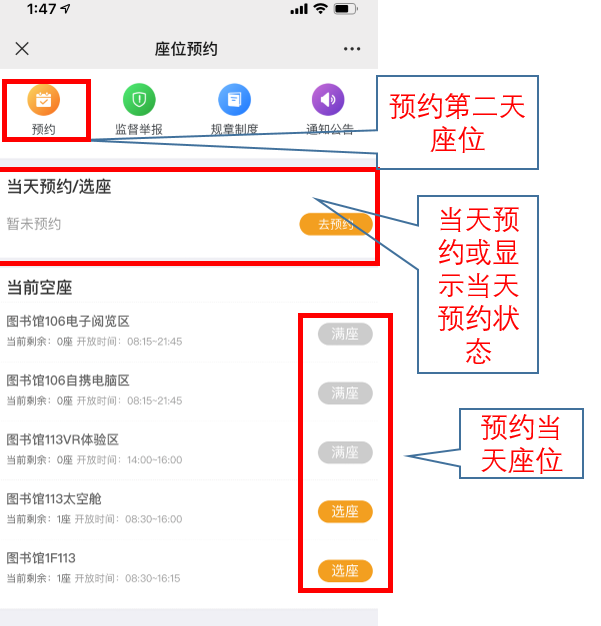 1:47
座位预约
预约
监督举报
规章制度
通知公告
预约第二天
座位
当天预约/选座
暂未预约
去预约
当天预
约或显
示当天
预约状
态
当前空座
图书馆106电子阅览区
当前剩余：0座 开放时间：08:15~21:45
满座
图书馆106自携电脑区
当前剩余：0座 开放时间：08:15~21:45
满座
预约当
天座位
图书馆113VR体验区
当前剩余：0座 开放时间：14:00~16:00
满座
图书馆113太空舱
当前剩余：1座 开放时间：08:30~16:00
选座
图书馆1F113
当前剩余：1座 开放时间：08:30~16:15
选座